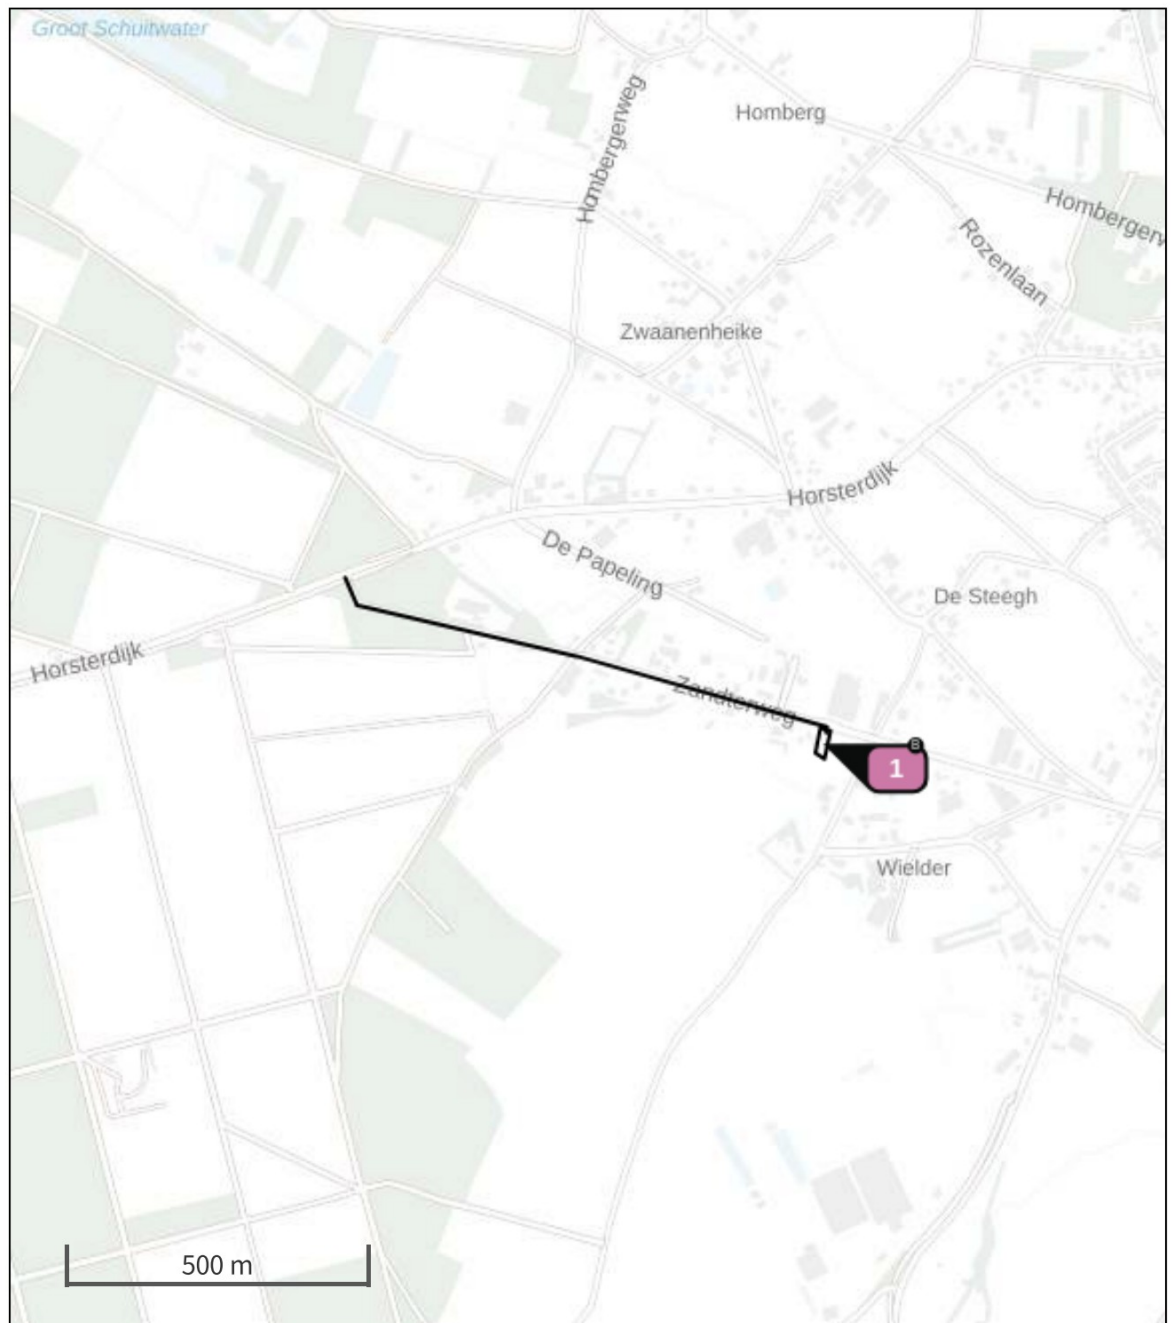 Groot Schuitwater
Hombergerweg
Homberg
Hombergerw
Rozenlaan
Zwaanenheike
Horsterdijk
De Papeling
De Steegh
Horsterdijk
Zandterweg
B
1
Wielder
500 m